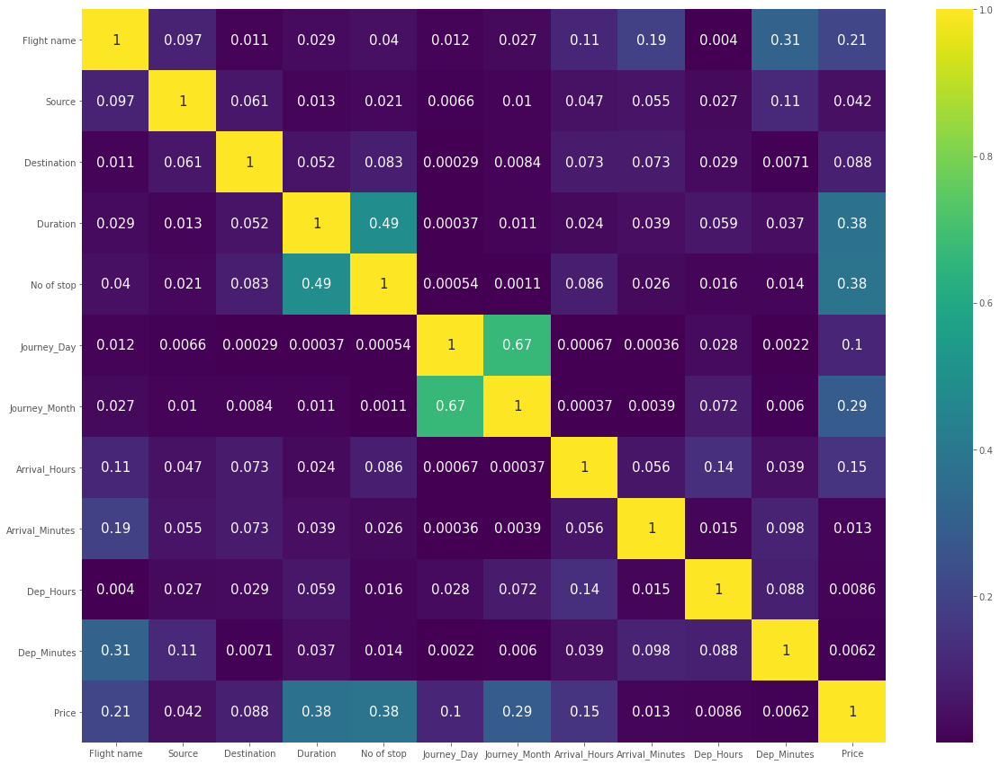 Flight name 1 0.097 0.011 0.029 0.04 0.012 0.027 0.11 0.19 0.004 0.31 0.21
Source 0.097 1 0.061 0.013 0.021 0.0066 0.01 0.047 0.055 0.027 0.11 0.042
Destination 0.011 0.061 1 0.052 0.083 0.00029 0.0084 0.073 0.073 0.029 0.0071 0.088
Duration 0.029 0.013 0.052 1 0.49 0.00037 0.011 0.024 0.039 0.059 0.037 0.38
No of stop 0.04 0.021 0.083 0.49 1 0.00054 0.0011 0.086 0.026 0.016 0.014 0.38
Journey_Day 0.012 0.0066 0.00029 0.00037 0.00054 1 0.67 0.00067 0.00036 0.028 0.0022 0.1
Journey_Month 0.027 0.01 0.0084 0.011 0.0011 0.67 1 0.00037 0.0039 0.072 0.006 0.29
Arrival_Hours 0.11 0.047 0.073 0.024 0.086 0.00067 0.00037 1 0.056 0.14 0.039 0.15
Arrival_Minutes 0.19 0.055 0.073 0.039 0.026 0.00036 0.0039 0.056 1 0.015 0.098 0.013
Dep_Hours 0.004 0.027 0.029 0.059 0.016 0.028 0.072 0.14 0.015 1 0.088 0.0086
Dep_Minutes 0.31 0.11 0.0071 0.037 0.014 0.0022 0.006 0.039 0.098 0.088 1 0.0062
Price 0.21 0.042 0.088 0.38 0.38 0.1 0.29 0.15 0.013 0.0086 0.0062 1
Flight name Source Destination Duration No of stop Journey_Day Journey_Month Arrival_Hours Arrival_Minutes Dep_Hours Dep_Minutes Price
1.0
0.8
0.6
0.4
0.2